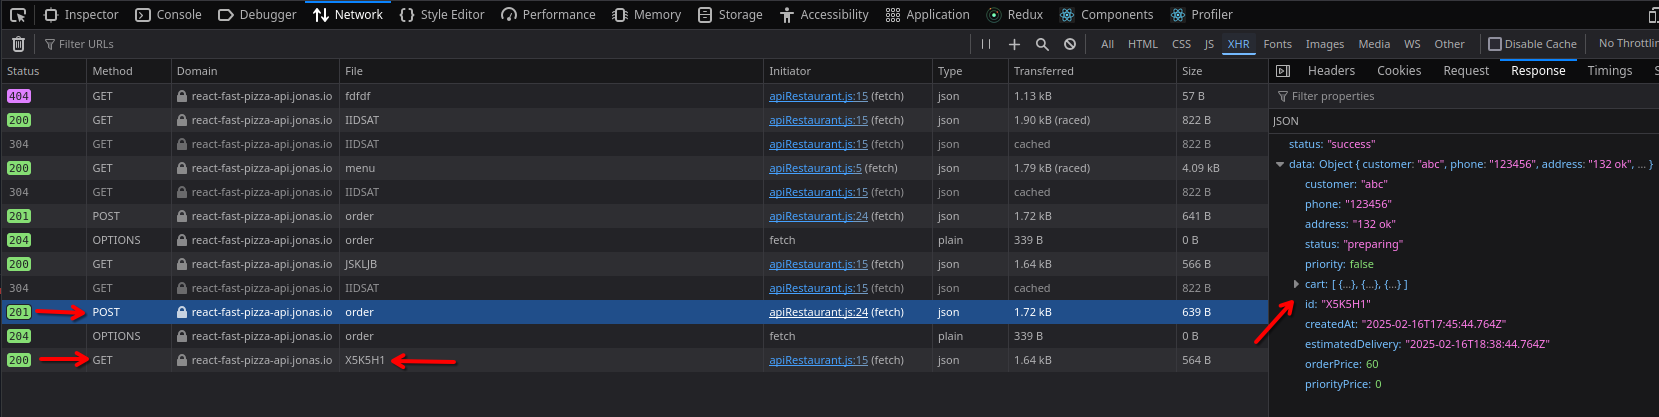 Inspector Console Debugger Network Style Editor Performance Memory Storage Accessibility Application Redux Components Profiler
Filter URLs All HTML CSS JS XHR Fonts Images Media WS Other Disable Cache No Throttlin
Status Method Domain File Initiator Type Transferred Size Headers Cookies Request Response Timings S
Filter properties
JSON
404 GET react-fast-pizza-api.jonas.io fdfdf apiRestaurant.js:15 (fetch) json 1.13 kB 57 B
200 GET react-fast-pizza-api.jonas.io IIDSAT apiRestaurant.js:15 (fetch) json 1.90 kB (raced) 822 B
304 GET react-fast-pizza-api.jonas.io IIDSAT apiRestaurant.js:15 (fetch) json cached 822 B
200 GET react-fast-pizza-api.jonas.io menu apiRestaurant.js:5 (fetch) json 1.79 kB (raced) 4.09 kB
304 GET react-fast-pizza-api.jonas.io IIDSAT apiRestaurant.js:15 (fetch) json cached 822 B
201 POST react-fast-pizza-api.jonas.io order apiRestaurant.js:24 (fetch) json 1.72 kB 641 B
204 OPTIONS react-fast-pizza-api.jonas.io order fetch plain 339 B 0 B
200 GET react-fast-pizza-api.jonas.io JSKLJB apiRestaurant.js:15 (fetch) json 1.64 kB 566 B
304 GET react-fast-pizza-api.jonas.io IIDSAT apiRestaurant.js:15 (fetch) json cached 822 B
201 POST react-fast-pizza-api.jonas.io order apiRestaurant.js:24 (fetch) json 1.72 kB 639 B
204 OPTIONS react-fast-pizza-api.jonas.io order fetch plain 339 B 0 B
200 GET react-fast-pizza-api.jonas.io X5K5H1 apiRestaurant.js:15 (fetch) json 1.64 kB 564 B
status: "success"
data: Object { customer: "abc", phone: "123456", address: "132 ok", … }
customer: "abc"
phone: "123456"
address: "132 ok"
status: "preparing"
priority: false
cart: [ {…}, {…}, {…} ]
id: "X5K5H1"
createdAt: "2025-02-16T17:45:44.764Z"
estimatedDelivery: "2025-02-16T18:38:44.764Z"
orderPrice: 60
priorityPrice: 0